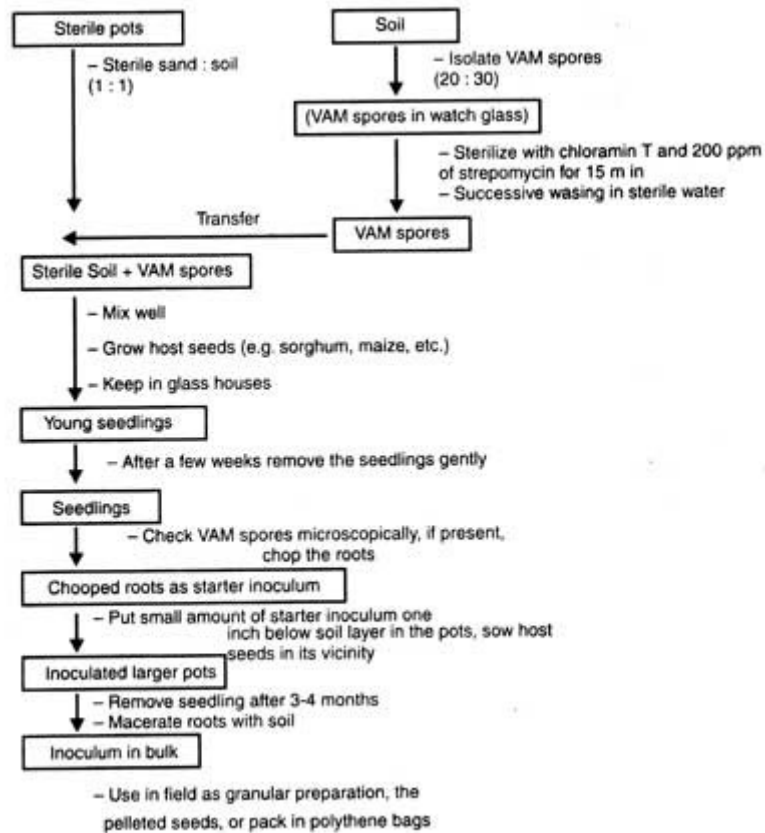 Sterile pots
Soil
– Sterile sand : soil
(1 : 1)
– Isolate VAM spores
(20 : 30)
(VAM spores in watch glass)
– Sterilize with chloramin T and 200 ppm
of strepomycin for 15 m in
– Successive wasing in sterile water
Transfer
VAM spores
Sterile Soil + VAM spores
– Mix well
– Grow host seeds (e.g. sorghum, maize, etc.)
– Keep in glass houses
Young seedlings
– After a few weeks remove the seedlings gently
Seedlings
– Check VAM spores microscopically, if present,
chop the roots
Chooped roots as starter inoculum
– Put small amount of starter inoculum one
inch below soil layer in the pots, sow host
seeds in its vicinity
Inoculated larger pots
– Remove seedling after 3-4 months
– Macerate roots with soil
Inoculum in bulk
– Use in field as granular preparation, the
pelleted seeds, or pack in polythene bags